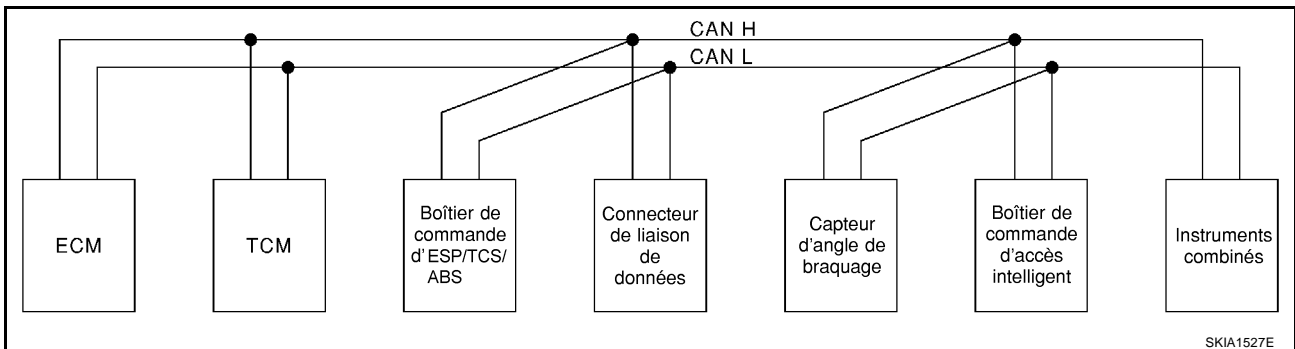 CAN H
CAN L
ECM
TCM
Boîtier de
commande
d'ESP/TCS/
ABS
Connecteur
de liaison
de
données
Capteur
d'angle de
braquage
Boîtier de
commande
d'accès
intelligent
Instruments
combinés
SKIA1527E